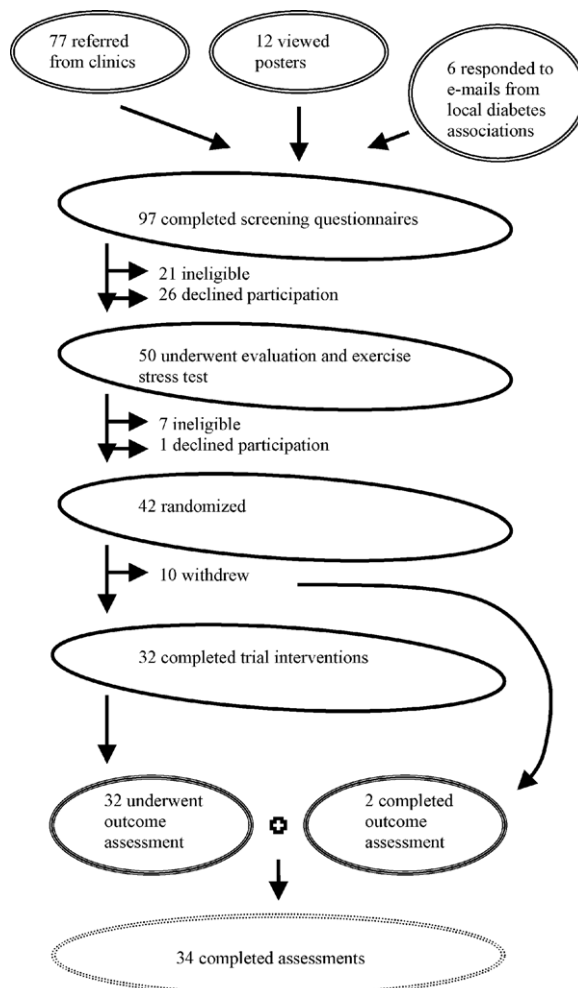 77 referred
from clinics
12 viewed
posters
6 responded to
e-mails from
local diabetes
associations
97 completed screening questionnaires
21 ineligible
26 declined participation
50 underwent evaluation and exercise
stress test
7 ineligible
1 declined participation
42 randomized
10 withdrew
32 completed trial interventions
32 underwent
outcome
assessment
2 completed
outcome
assessment
34 completed assessments